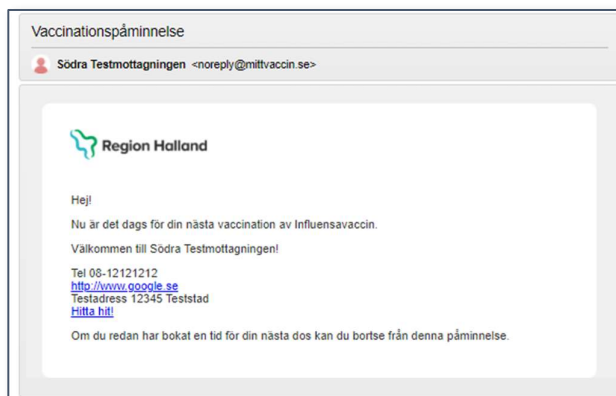 Vaccinationspåminnelse
Södra Testmottagningen <noreply@mittvaccin.se>
Region Halland
Hej!
Nu är det dags för din nästa vaccination av Influensavaccin.
Välkommen till Södra Testmottagningen!
Tel 08-12121212
http://www.google.se
Testadress 12345 Teststad
Hitta hit!
Om du redan har bokat en tid för din nästa dos kan du bortse från denna påminnelse.